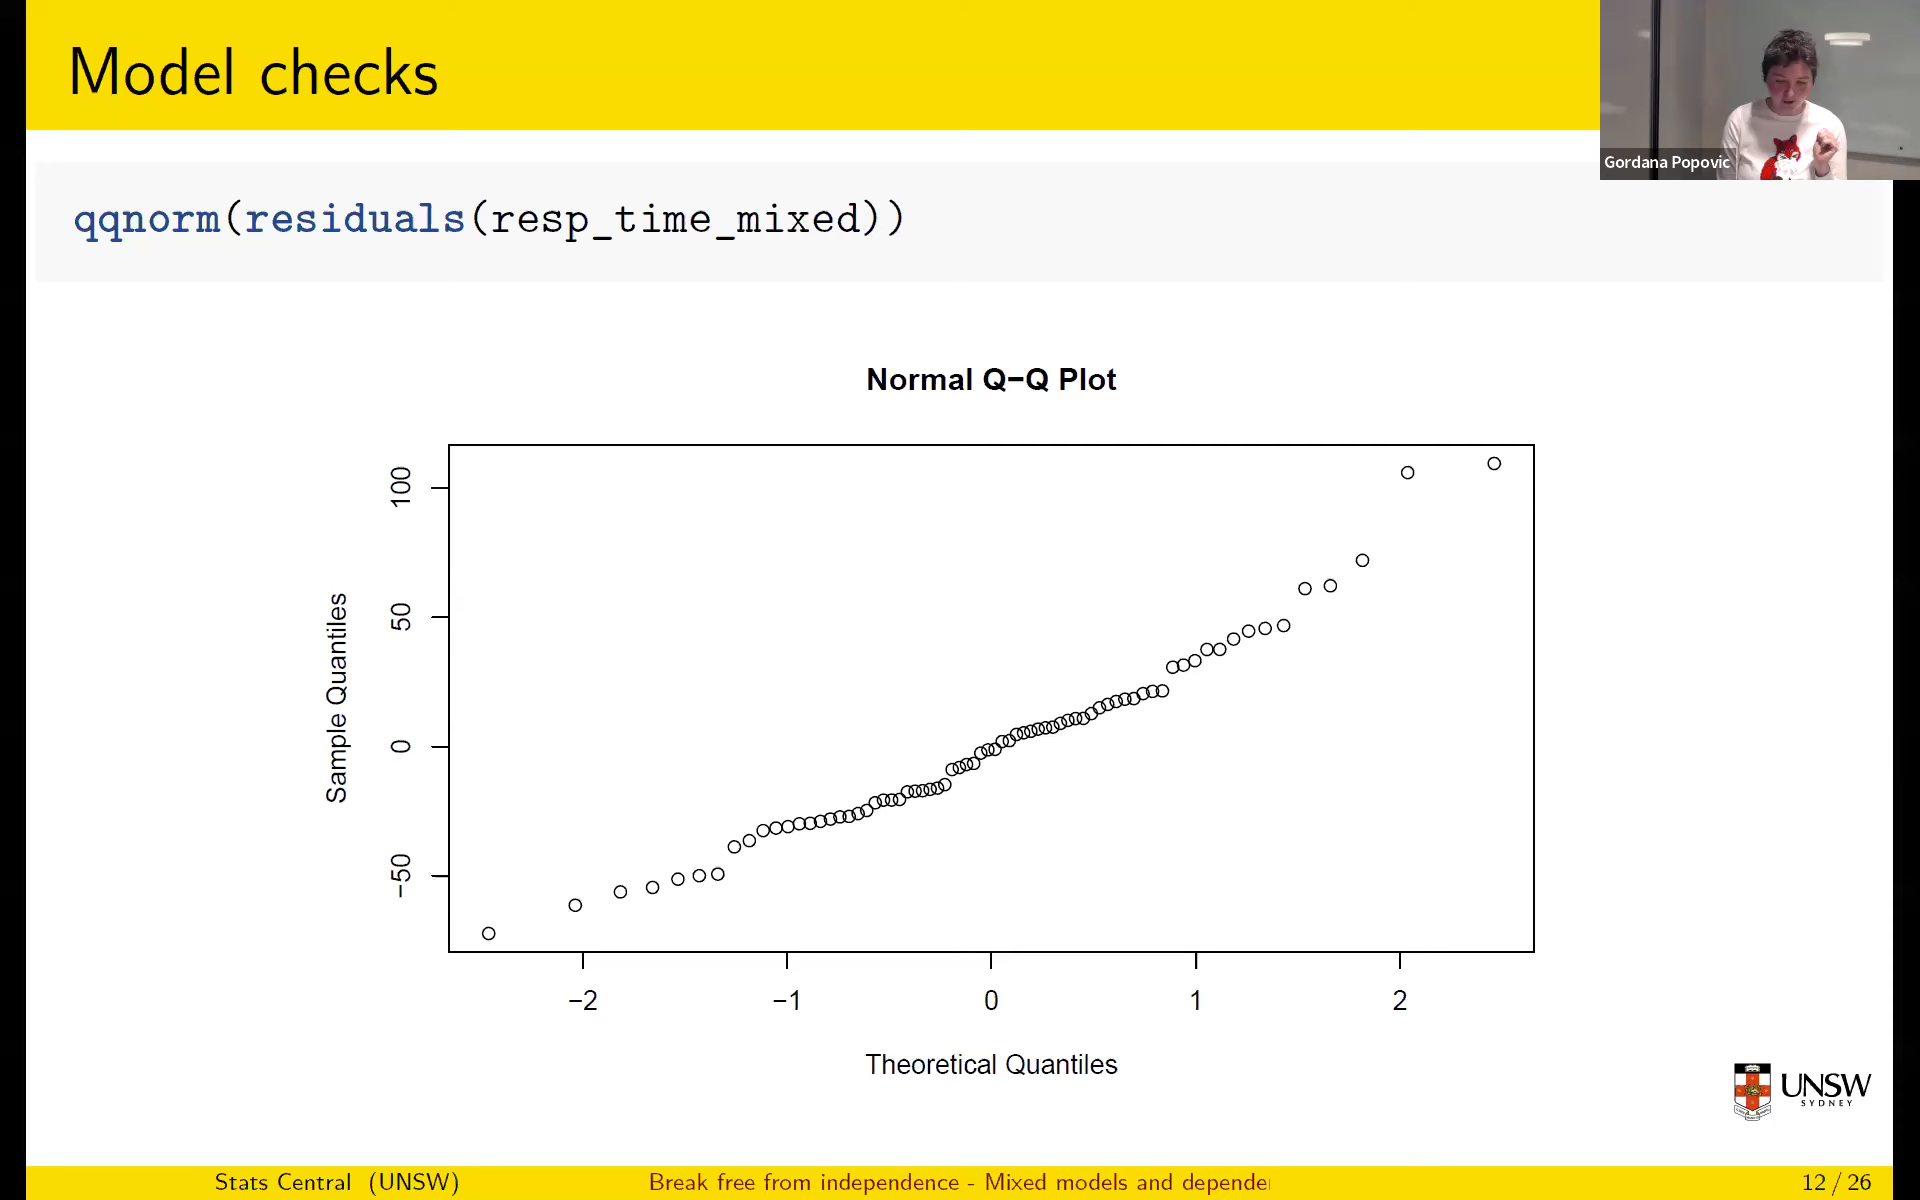 Model checks
Gordana Popovic
qqnorm(residuals(resp_time_mixed))
Normal Q−Q Plot
Sample Quantiles
100
50
0
−50
−2 −1 0 1 2
Theoretical Quantiles
UNSW
SYDNEY
Stats Central (UNSW) Break free from independence - Mixed models and depende 12 / 26